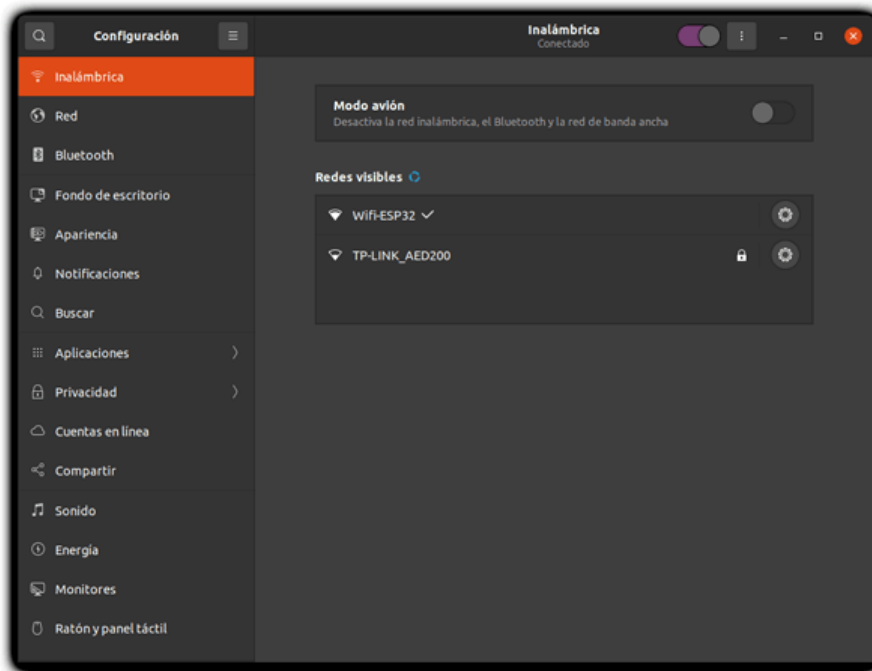 Configuración
Inalámbrica
Conectado
Inalámbrica
Red
Bluetooth
Fondo de escritorio
Apariencia
Notificaciones
Buscar
Aplicaciones
Privacidad
Cuentas en línea
Compartir
Sonido
Energía
Monitores
Ratón y panel táctil
Modo avión
Desactiva la red inalámbrica, el Bluetooth y la red de banda ancha
Redes visibles
Wifi-ESP32
TP-LINK_AED200